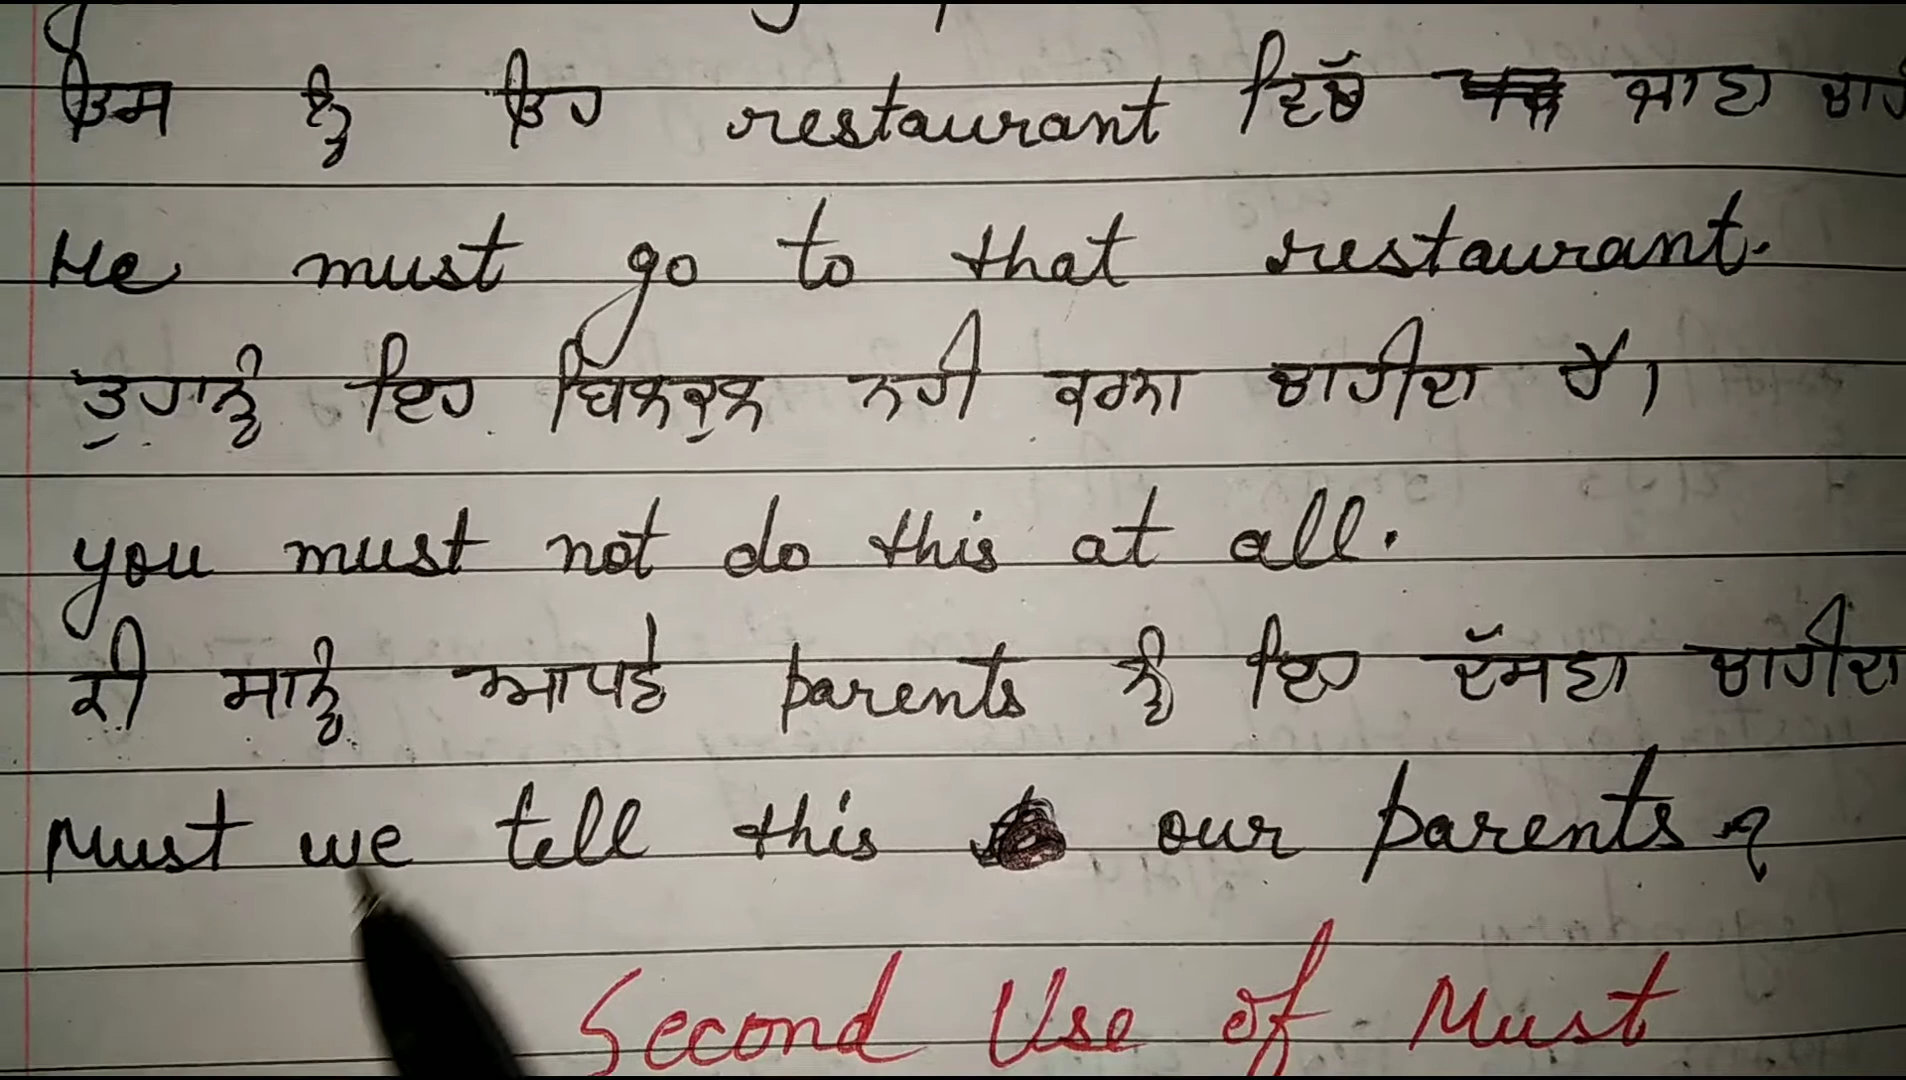 ਉਸ ਨੂੰ ਉਹ restaurant ਵਿੱਚ ਜਾਣਾ
He must go to that restaurant.
ਤੁਹਾਨੂੰ ਇਹ ਬਿਲਕੁਲ ਨਹੀ ਕਰਨਾ ਚਾਹੀਦਾ ਹੈ।
you must not do this at all.
ਕੀ ਸਾਨੂੰ ਆਪਣੇ parents ਨੂੰ ਇਹ ਦੱਸਣਾ ਚਾਹੀਦਾ
Must we tell this our parents?
Second Use of Must